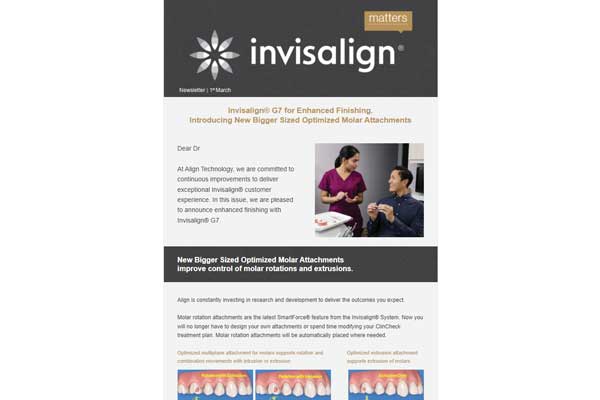 matters
invisalign®
Newsletter | 1st March
Invisalign® G7 for Enhanced Finishing.
Introducing New Bigger Sized Optimized Molar Attachments
Dear Dr
At Align Technology, we are committed to
continuous improvements to deliver
exceptional Invisalign® customer
experience. In this issue, we are pleased
to announce enhanced finishing with
Invisalign® G7.
New Bigger Sized Optimized Molar Attachments
improve control of molar rotations and extrusions.
Align is constantly investing in research and development to deliver the outcomes you expect.
Molar rotation attachments are the latest SmartForce® feature from the Invisalign® System. Now you
will no longer have to design your own attachments or spend time modifying your ClinCheck
treatment plan. Molar rotation attachments will be automatically placed where needed.
Optimized multiplane attachment for molars supports rotation and
combination movements with intrusion or extrusion
Optimized extrusion attachment
supports extrusion of molars